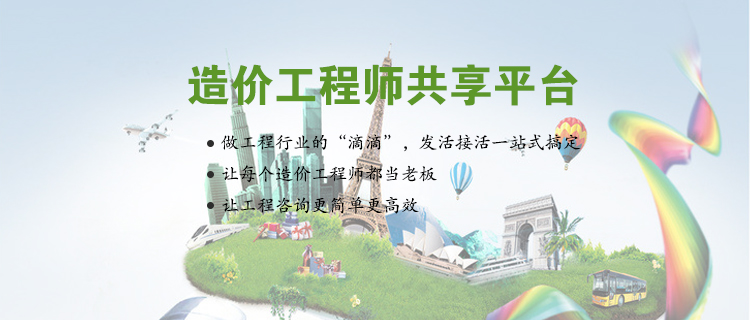 造价工程师共享平台
● 做工程行业的“滴滴”，发活接活一站式搞定
● 让每个造价工程师都当老板
● 让工程咨询更简单更高效